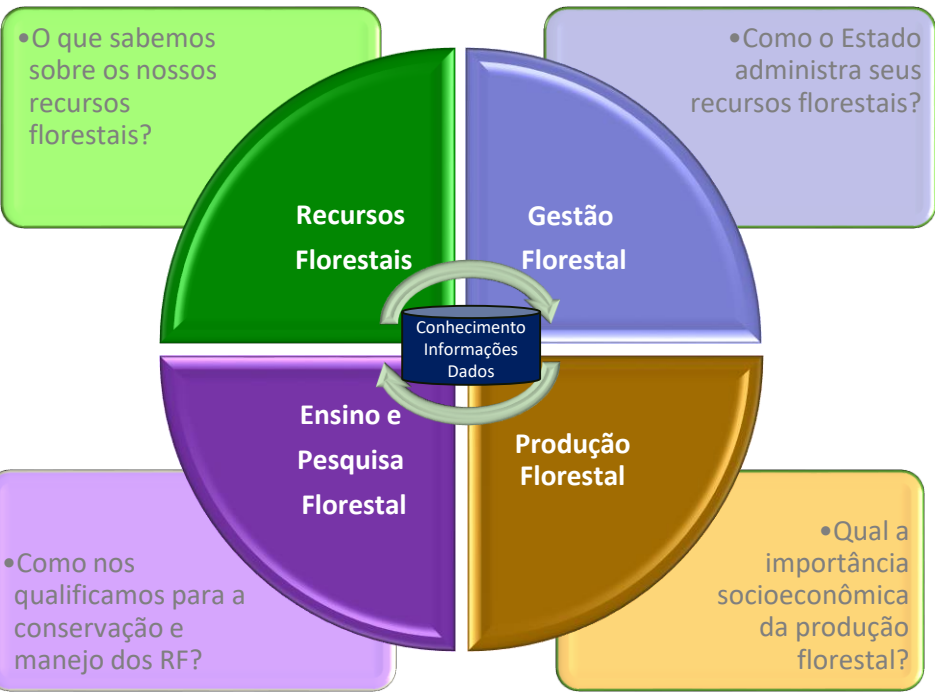 •O que sabemos
sobre os nossos
recursos
florestais?
•Como o Estado
administra seus
recursos florestais?
Recursos
Florestais
Gestão
Florestal
Conhecimento
Informações
Dados
Ensino e
Pesquisa
Florestal
Produção
Florestal
•Como nos
qualificamos para a
conservação e
manejo dos RF?
•Qual a
importância
socioeconômica
da produção
florestal?